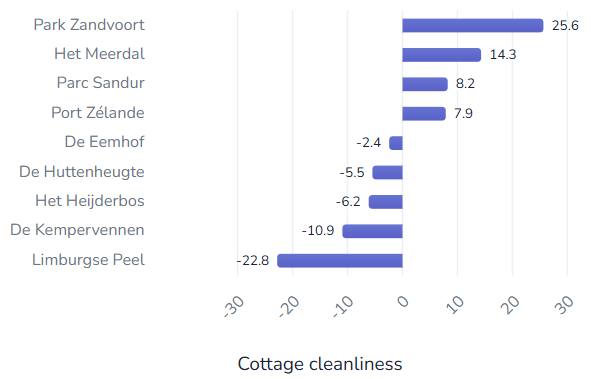 Park Zandvoort 25.6
Het Meerdal 14.3
Parc Sandur 8.2
Port Zélande 7.9
De Eemhof -2.4
De Huttenheugte -5.5
Het Heijderbos -6.2
De Kempervennen -10.9
Limburgse Peel -22.8
-30 -20 -10 0 10 20 30
Cottage cleanliness